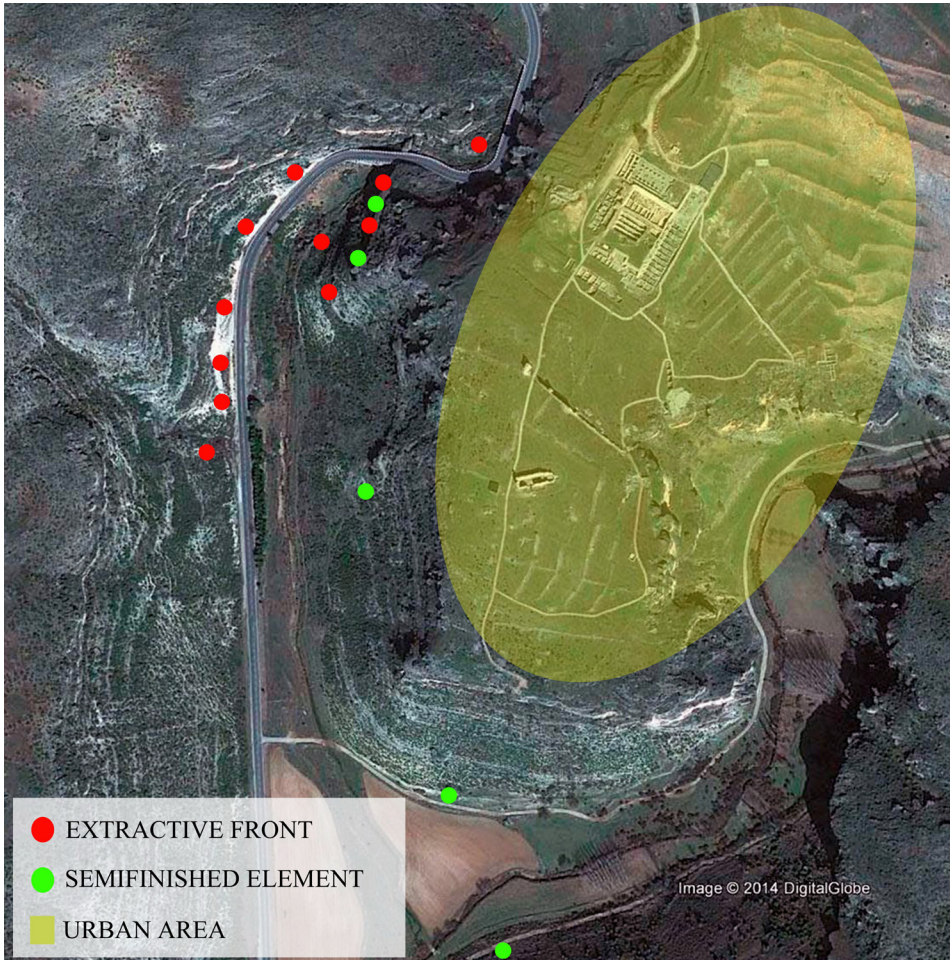 EXTRACTIVE FRONT
SEMIFINISHED ELEMENT
URBAN AREA
Image © 2014 DigitalGlobe